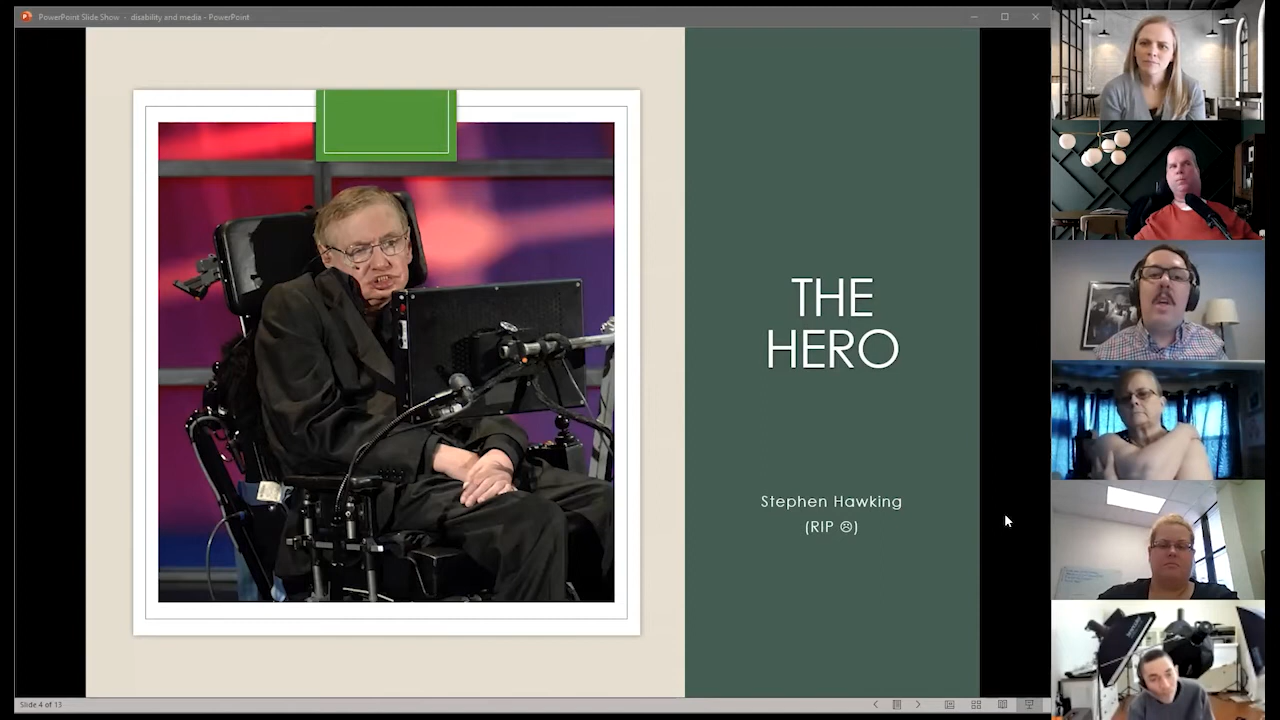 PowerPoint Slide Show - disability and media - PowerPoint
THE
HERO
Stephen Hawking
(RIP ☹)
Slide 4 of 13